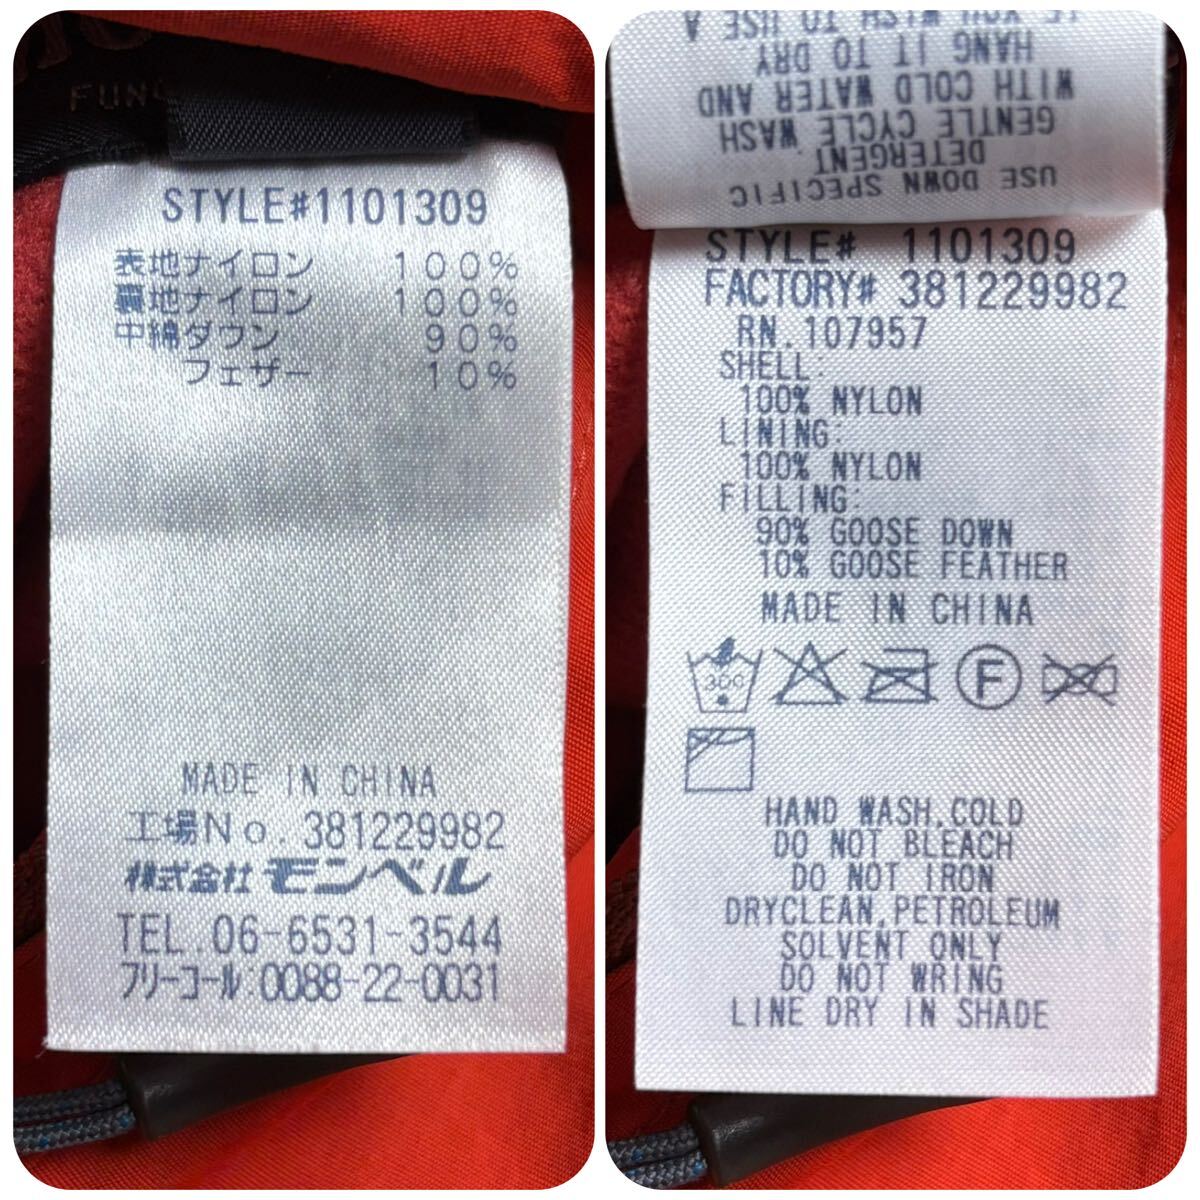 FUN
STYLE#1101309
表地ナイロン 100%
裏地ナイロン 100%
中綿ダウン 90%
フェザー 10%
MADE IN CHINA
工場No.381229982
株式会社モンベル
TEL.06-6531-3544
フリーコール:0088-22-0031
USE DOWN SPECIFIC
DETERGENT
GENTLE CYCLE WASH
WITH COLD WATER AND
HANG IT TO DRY
IF YOU WISH TO USE A
STYLE# 1101309
FACTORY# 381229982
RN.107957
SHELL:
100% NYLON
LINING:
100% NYLON
FILLING:
90% GOOSE DOWN
10% GOOSE FEATHER
MADE IN CHINA
F
HAND WASH,COLD
DO NOT BLEACH
DO NOT IRON
DRYCLEAN,PETROLEUM
SOLVENT ONLY
DO NOT WRING
LINE DRY IN SHADE